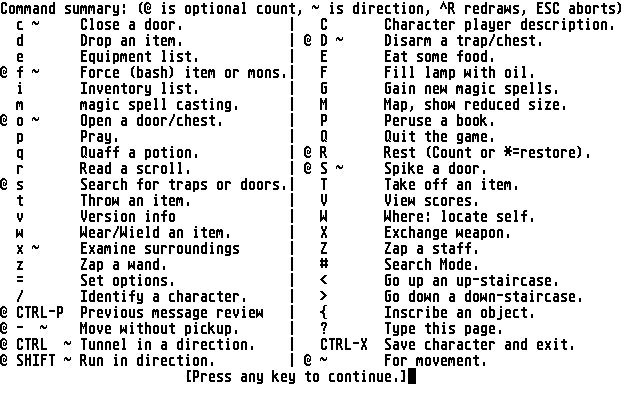 Command summary: (@ is optional count, ~ is direction, ^R redraws, ESC aborts)
c ~ Close a door. | C Character player description.
d Drop an item. | @ D ~ Disarm a trap/chest.
e Equipment list. | E Eat some food.
@ f ~ Force (bash) item or mons. | F Fill lamp with oil.
i Inventory list. | G Gain new magic spells.
m magic spell casting. | M Map, show reduced size.
@ o ~ Open a door/chest. | P Peruse a book.
p Pray. | Q Quit the game.
q Quaff a potion. | @ R Rest (Count or *=restore).
r Read a scroll. | @ S ~ Spike a door.
@ s Search for traps or doors. | T Take off an item.
t Throw an item. | V View scores.
v Version info | W Where: locate self.
w Wear/Wield an item. | X Exchange weapon.
x ~ Examine surroundings | Z Zap a staff.
z Zap a wand. | # Search Mode.
= Set options. | < Go up an up-staircase.
/ Identify a character. | > Go down a down-staircase.
@ CTRL-P Previous message review | { Inscribe an object.
@ - ~ Move without pickup. | ? Type this page.
@ CTRL ~ Tunnel in a direction. | CTRL-X Save character and exit.
@ SHIFT ~ Run in direction. | @ ~ For movement.
[Press any key to continue.]